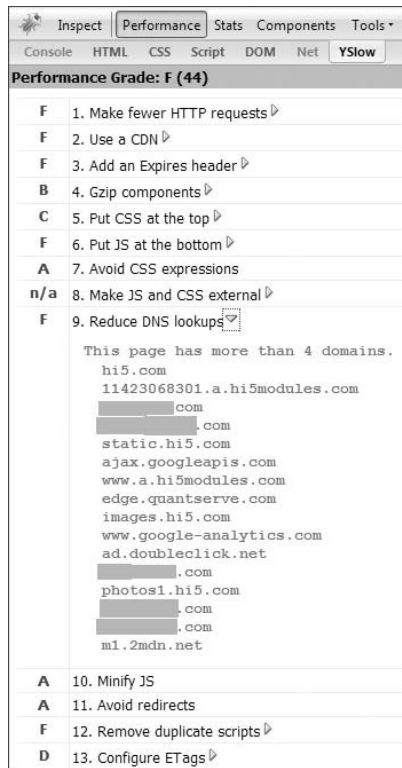 Inspect Performance Stats Components Tools
Console HTML CSS Script DOM Net YSlow
Performance Grade: F (44)
F 1. Make fewer HTTP requests
F 2. Use a CDN
F 3. Add an Expires header
B 4. Gzip components
C 5. Put CSS at the top
F 6. Put JS at the bottom
A 7. Avoid CSS expressions
n/a 8. Make JS and CSS external
F 9. Reduce DNS lookups
This page has more than 4 domains.
hi5.com
11423068301.a.hi5modules.com
com
.com
static.hi5.com
ajax.googleapis.com
www.a.hi5modules.com
edge.quantserve.com
images.hi5.com
www.google-analytics.com
ad.doubleclick.net
.com
photos1.hi5.com
.com
.com
m1.2mdn.net
A 10. Minify JS
A 11. Avoid redirects
F 12. Remove duplicate scripts
D 13. Configure ETags